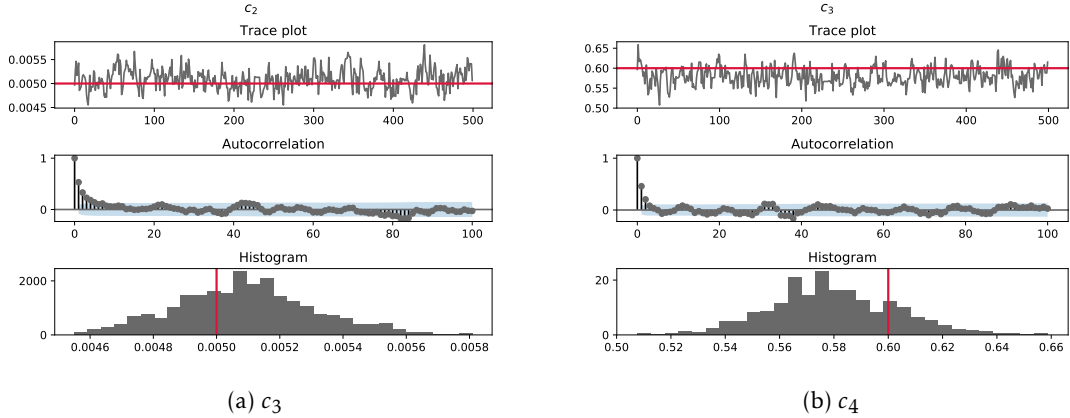 c₂
Trace plot
0.0055
0.0050
0.0045
0 100 200 300 400 500
Autocorrelation
1
0
0 20 40 60 80 100
Histogram
2000
0
0.0046 0.0048 0.0050 0.0052 0.0054 0.0056 0.0058
(a) c₃
c₃
Trace plot
0.65
0.60
0.55
0.50
0 100 200 300 400 500
Autocorrelation
1
0
0 20 40 60 80 100
Histogram
20
0
0.50 0.52 0.54 0.56 0.58 0.60 0.62 0.64 0.66
(b) c₄